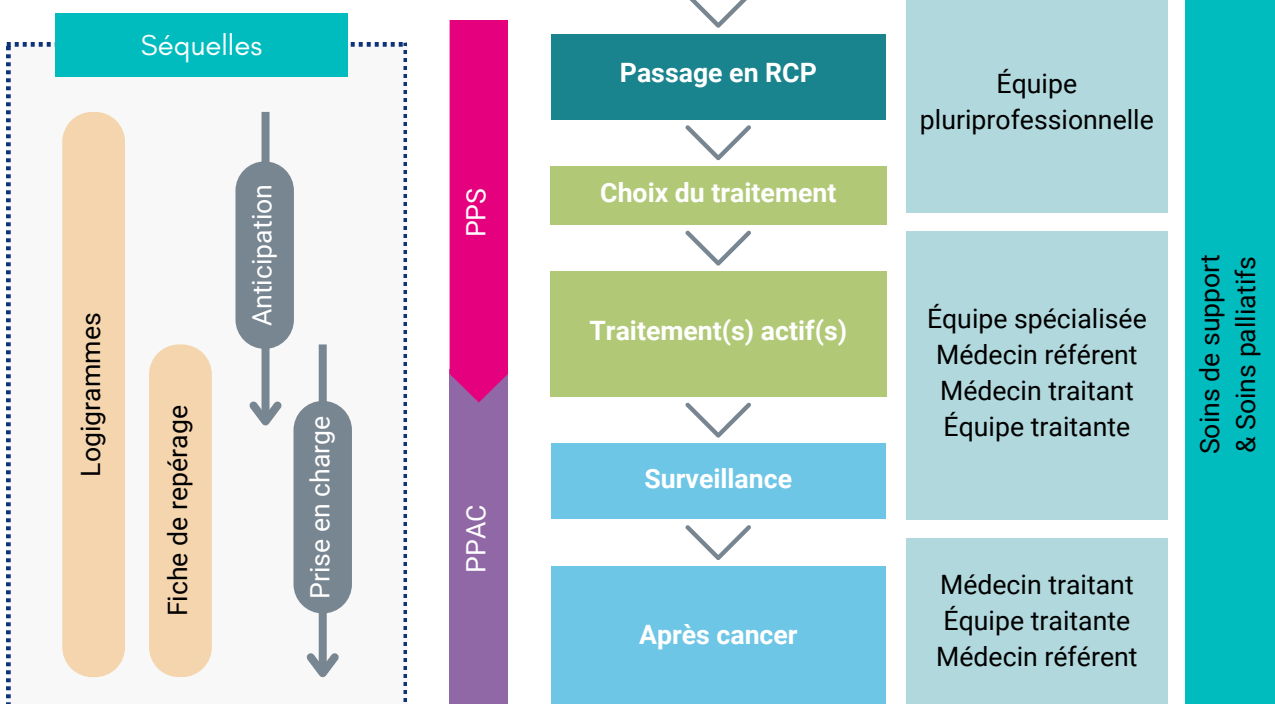 Séquelles
Logigrammes
Fiche de repérage
Anticipation
Prise en charge
PPS
PPAC
Passage en RCP
Choix du traitement
Traitement(s) actif(s)
Surveillance
Après cancer
Équipe
pluriprofessionnelle
Équipe spécialisée
Médecin référent
Médecin traitant
Équipe traitante
Médecin traitant
Équipe traitante
Médecin référent
Soins de support
& Soins palliatifs